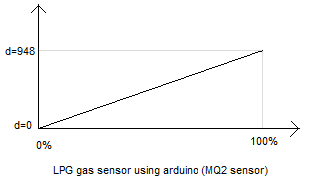 d=948
d=0
0%
100%
LPG gas sensor using arduino (MQ2 sensor)